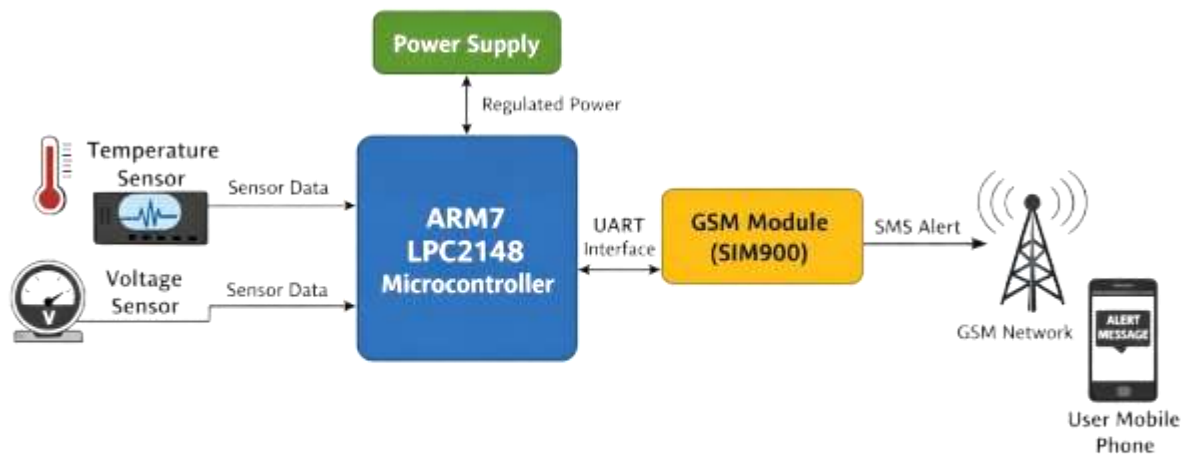 Power Supply
Regulated Power
Temperature
Sensor
Sensor Data
ARM7
LPC2148
Microcontroller
UART
Interface
GSM Module
(SIM900)
SMS Alert
Voltage
Sensor
Sensor Data
V
GSM Network
ALERT
MESSAGE
User Mobile
Phone